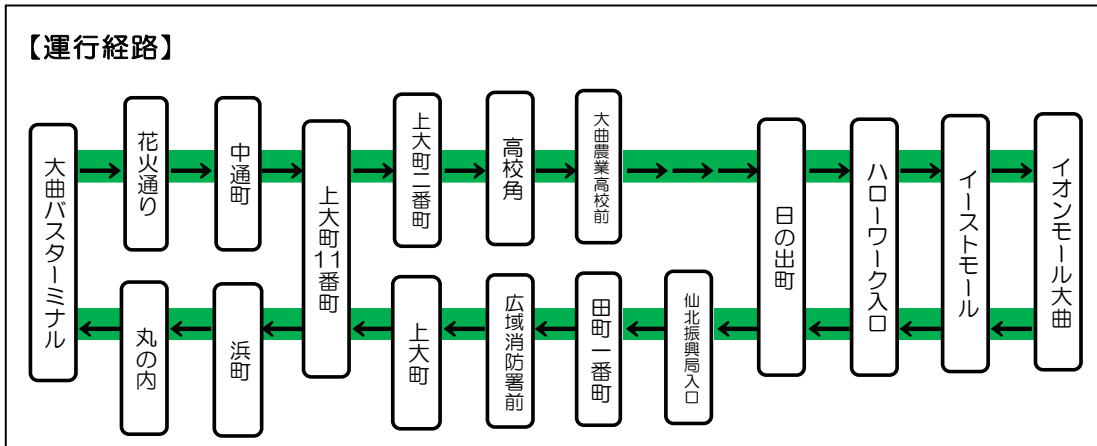 【運行経路】
大曲バスターミナル
花火通り
中通町
上大町11番町
上大町二番町
高校角
大曲農業高校前
日の出町
ハローワーク入口
イーストモール
イオンモール大曲
仙北振興局入口
田町一番町
広域消防署前
上大町
浜町
丸の内